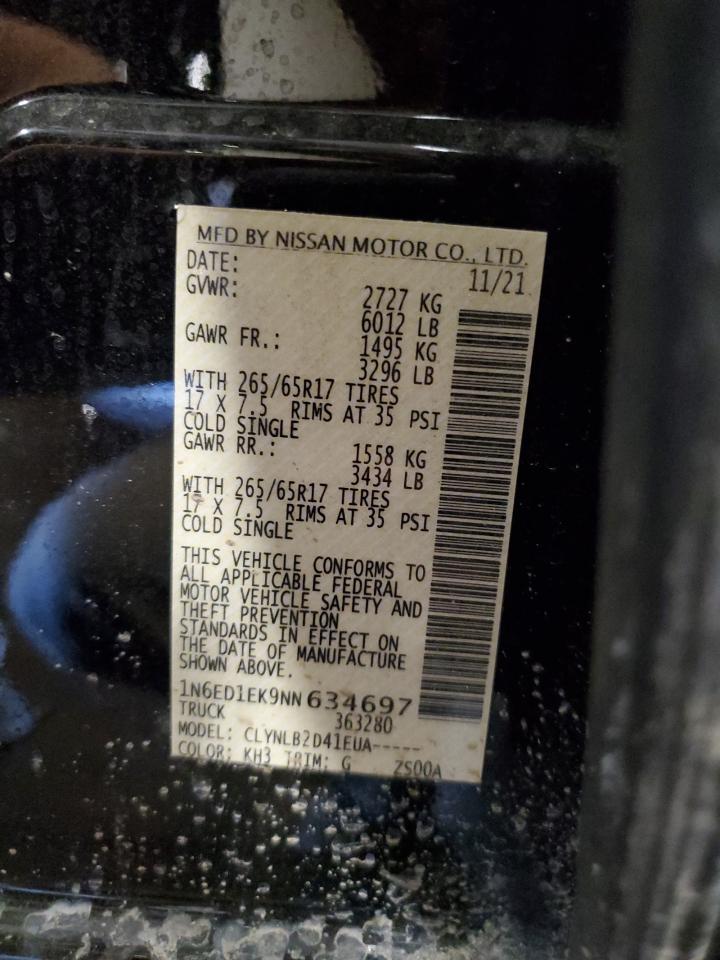 MFD BY NISSAN MOTOR CO., LTD.
DATE: 11/21
GVWR: 2727 KG
6012 LB
GAWR FR.: 1495 KG
3296 LB
WITH 265/65R17 TIRES
17 X 7.5 RIMS AT 35 PSI
COLD SINGLE
GAWR RR.: 1558 KG
3434 LB
WITH 265/65R17 TIRES
17 X 7.5 RIMS AT 35 PSI
COLD SINGLE
THIS VEHICLE CONFORMS TO
ALL APPLICABLE FEDERAL
MOTOR VEHICLE SAFETY AND
THEFT PREVENTION
STANDARDS IN EFFECT ON
THE DATE OF MANUFACTURE
SHOWN ABOVE.
1N6ED1EK9NN634697
TRUCK 363280
MODEL: CLYNLB2D41EUA-----
COLOR: KH3 TRIM: G ZS00A